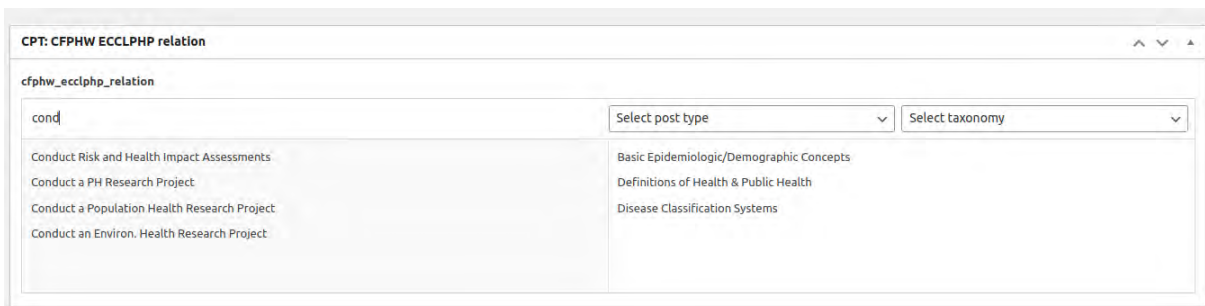 CPT: CFPHW ECCLPHP relation
cfphw_ecclphp_relation
cond Select post type Select taxonomy
Conduct Risk and Health Impact Assessments Basic Epidemiologic/Demographic Concepts
Conduct a PH Research Project Definitions of Health & Public Health
Conduct a Population Health Research Project Disease Classification Systems
Conduct an Environ. Health Research Project